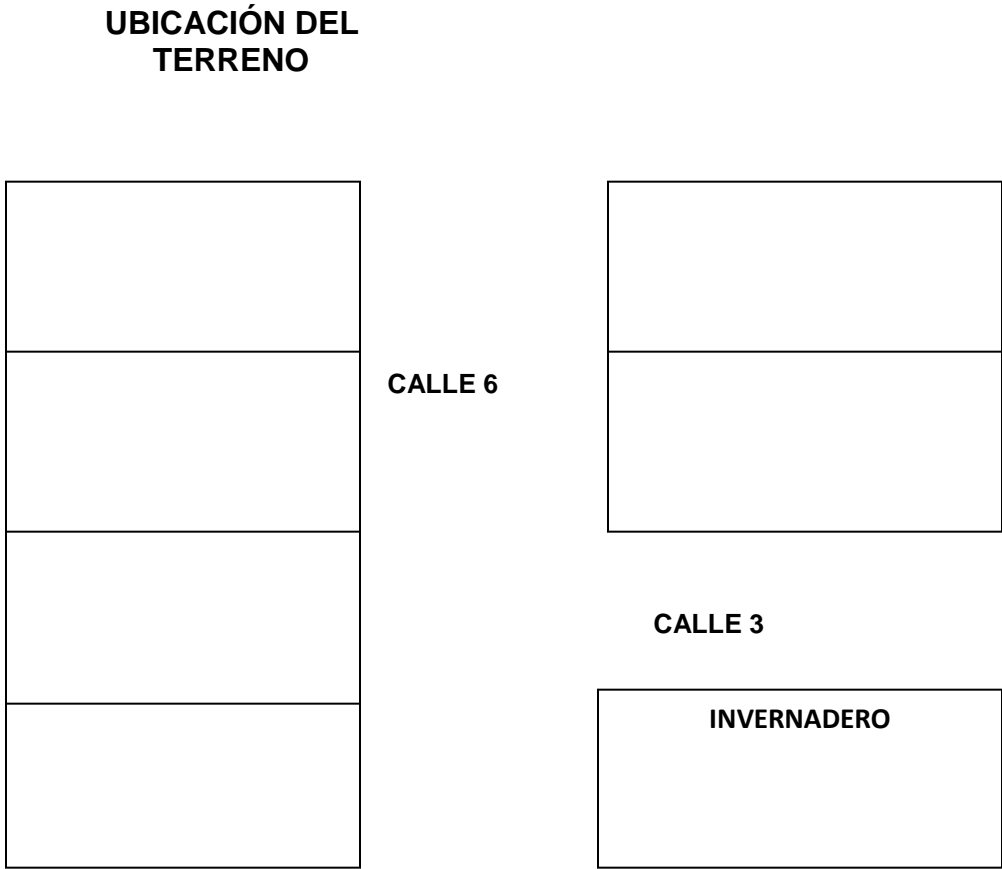 UBICACIÓN DEL
TERRENO
CALLE 6
CALLE 3
INVERNADERO